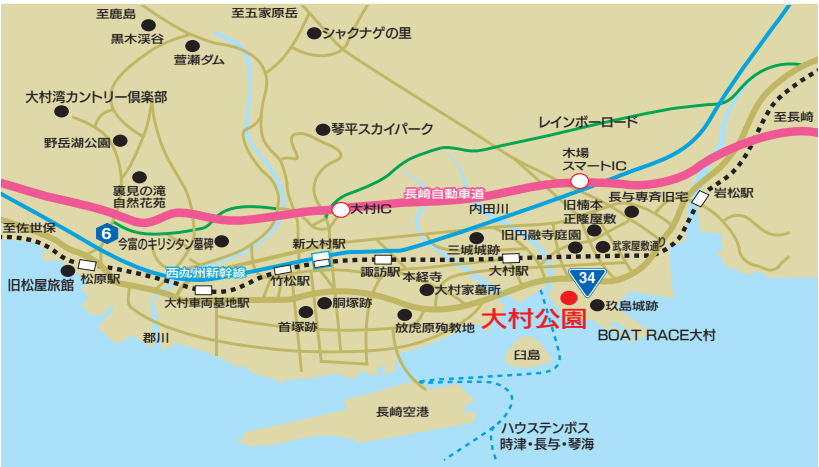 至鹿島
至五家原岳
黒木渓谷
シャクナゲの里
萱瀬ダム
大村湾カントリー倶楽部
琴平スカイパーク
レインボーロード
至長崎
野岳湖公園
木場
スマートIC
裏見の滝
自然花苑
長崎自動車道
大村IC
内田川
旧楠本
正隆屋敷
長与専斉旧宅
岩松駅
至佐世保
6
今富のキリシタン墓碑
新大村駅
三城城跡
旧円融寺庭園
武家屋敷通り
西九州新幹線
旧松屋旅館
松原駅
大村車両基地駅
竹松駅
諏訪駅
本経寺
大村駅
34
大村家墓所
胴塚跡
首塚跡
放虎原殉教地
大村公園
玖島城跡
郡川
BOAT RACE大村
臼島
長崎空港
ハウステンボス
時津・長与・琴海